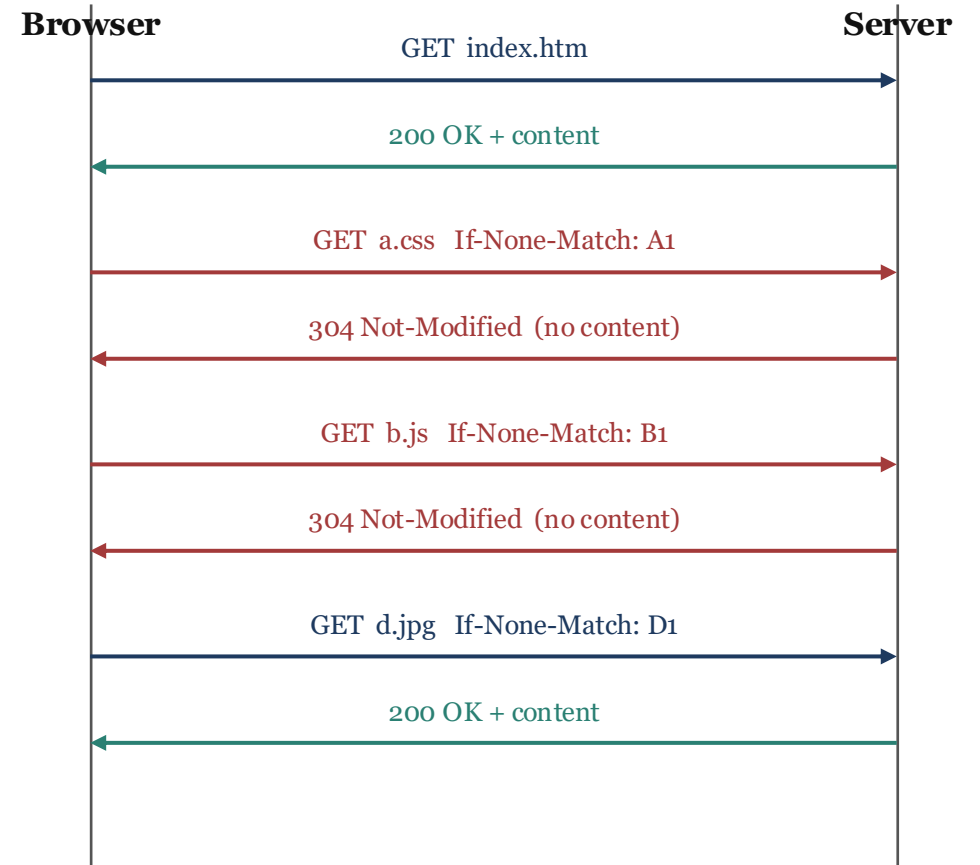 Browser Server
GET index.htm
200 OK + content
GET a.css If-None-Match: A1
304 Not-Modified (no content)
GET b.js If-None-Match: B1
304 Not-Modified (no content)
GET d.jpg If-None-Match: D1
200 OK + content